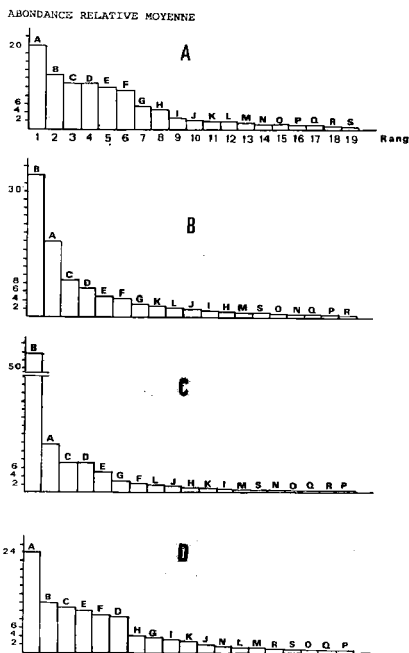 ABONDANCE RELATIVE MOYENNE
A
20
6
4
2
A B C D E F G H I J K L M N O P Q R S
1 2 3 4 5 6 7 8 9 10 11 12 13 14 15 16 17 18 19 Rang
B
30
8
6
4
2
B A C D E F G K L J I H M S O N Q P R
C
50
6
4
2
B A C D E G F L J H K I M S N O Q R P
D
24
6
4
2
A B C E F D H G I K J N L M R S O Q P